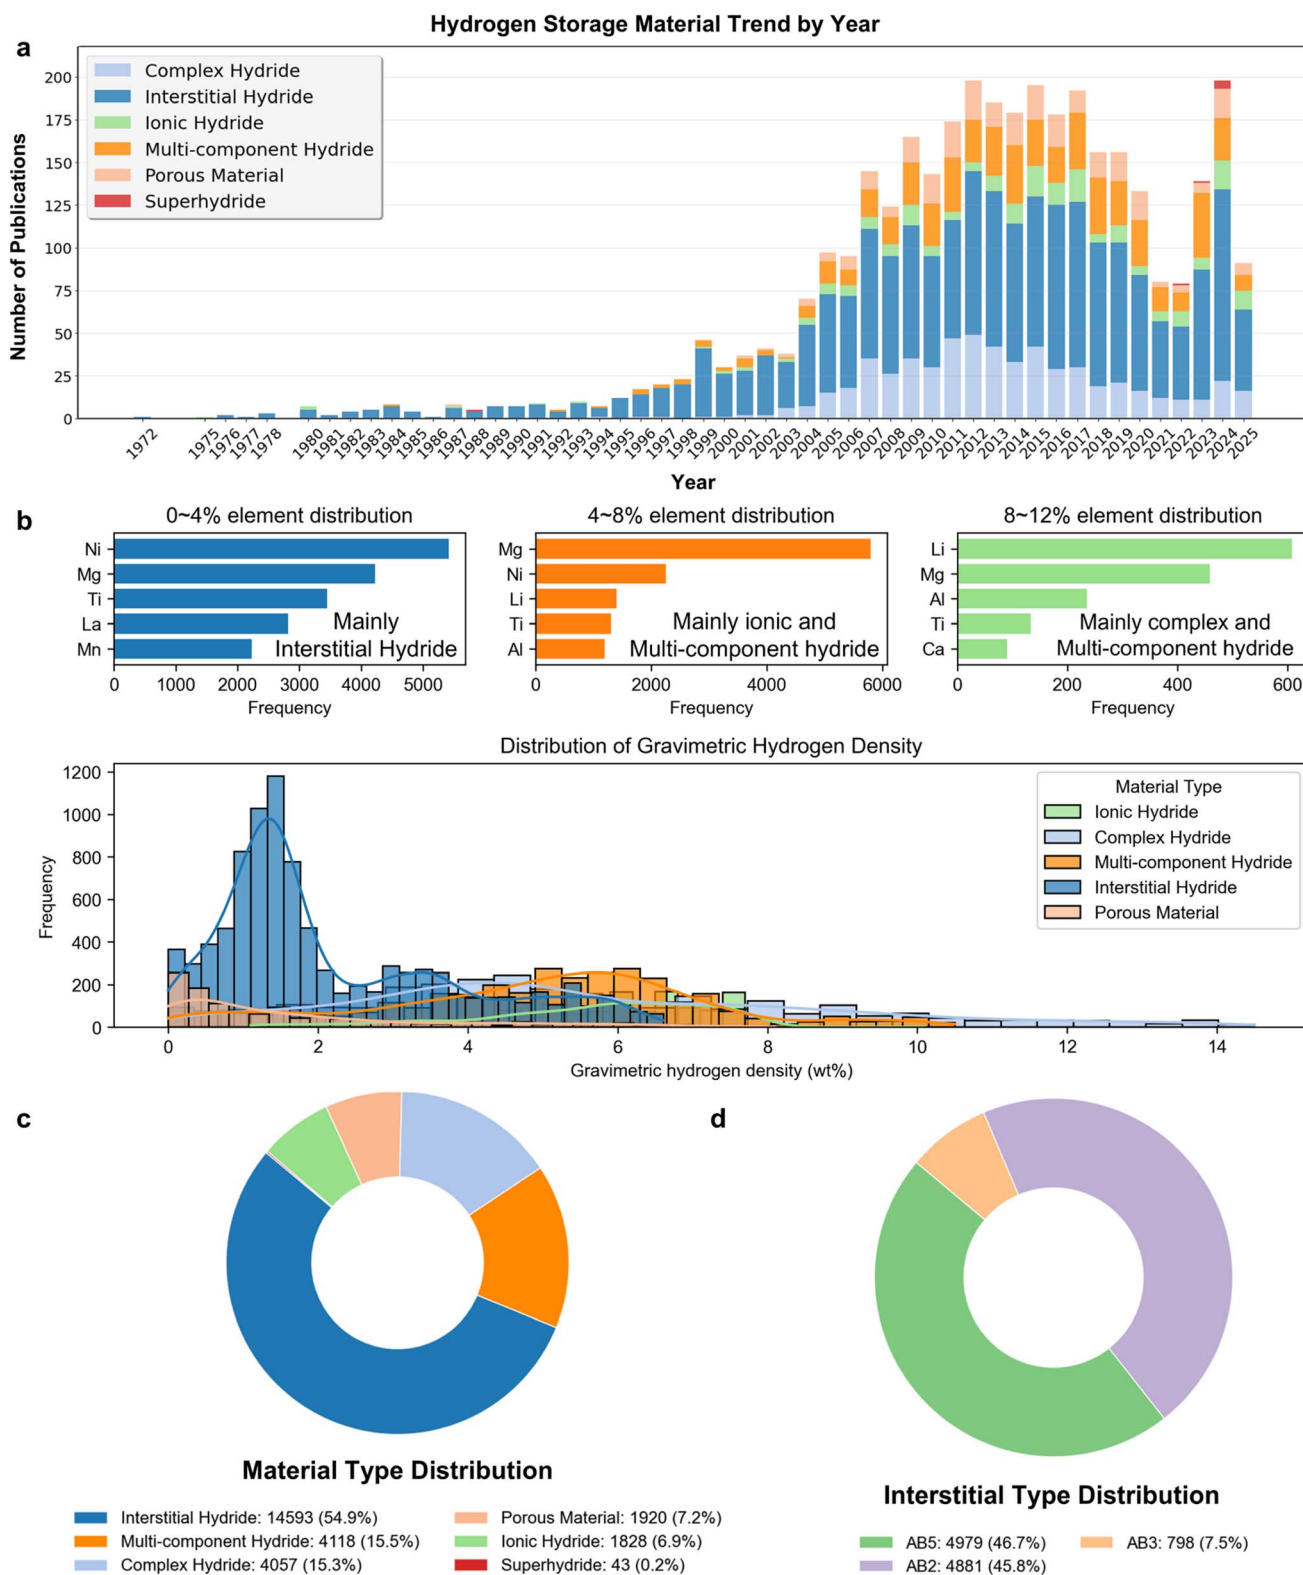 Hydrogen Storage Material Trend by Year
a
Complex Hydride
Interstitial Hydride
Ionic Hydride
Multi-component Hydride
Porous Material
Superhydride
Number of Publications
200
175
150
125
100
75
50
25
0
1972 1975 1976 1977 1978 1980 1981 1982 1983 1984 1985 1986 1987 1988 1989 1990 1991 1992 1993 1994 1995 1996 1997 1998 1999 2000 2001 2002 2003 2004 2005 2006 2007 2008 2009 2010 2011 2012 2013 2014 2015 2016 2017 2018 2019 2020 2021 2022 2023 2024 2025
Year
b
0~4% element distribution
Ni
Mg
Ti
La
Mn
Mainly
Interstitial Hydride
0 1000 2000 3000 4000 5000
Frequency
4~8% element distribution
Mg
Ni
Li
Ti
Al
Mainly ionic and
Multi-component hydride
0 2000 4000 6000
Frequency
8~12% element distribution
Li
Mg
Al
Ti
Ca
Mainly complex and
Multi-component hydride
0 200 400 600
Frequency
Distribution of Gravimetric Hydrogen Density
Frequency
1200
1000
800
600
400
200
0
Material Type
Ionic Hydride
Complex Hydride
Multi-component Hydride
Interstitial Hydride
Porous Material
0 2 4 6 8 10 12 14
Gravimetric hydrogen density (wt%)
c
Material Type Distribution
Interstitial Hydride: 14593 (54.9%)
Multi-component Hydride: 4118 (15.5%)
Complex Hydride: 4057 (15.3%)
Porous Material: 1920 (7.2%)
Ionic Hydride: 1828 (6.9%)
Superhydride: 43 (0.2%)
d
Interstitial Type Distribution
AB5: 4979 (46.7%)
AB2: 4881 (45.8%)
AB3: 798 (7.5%)